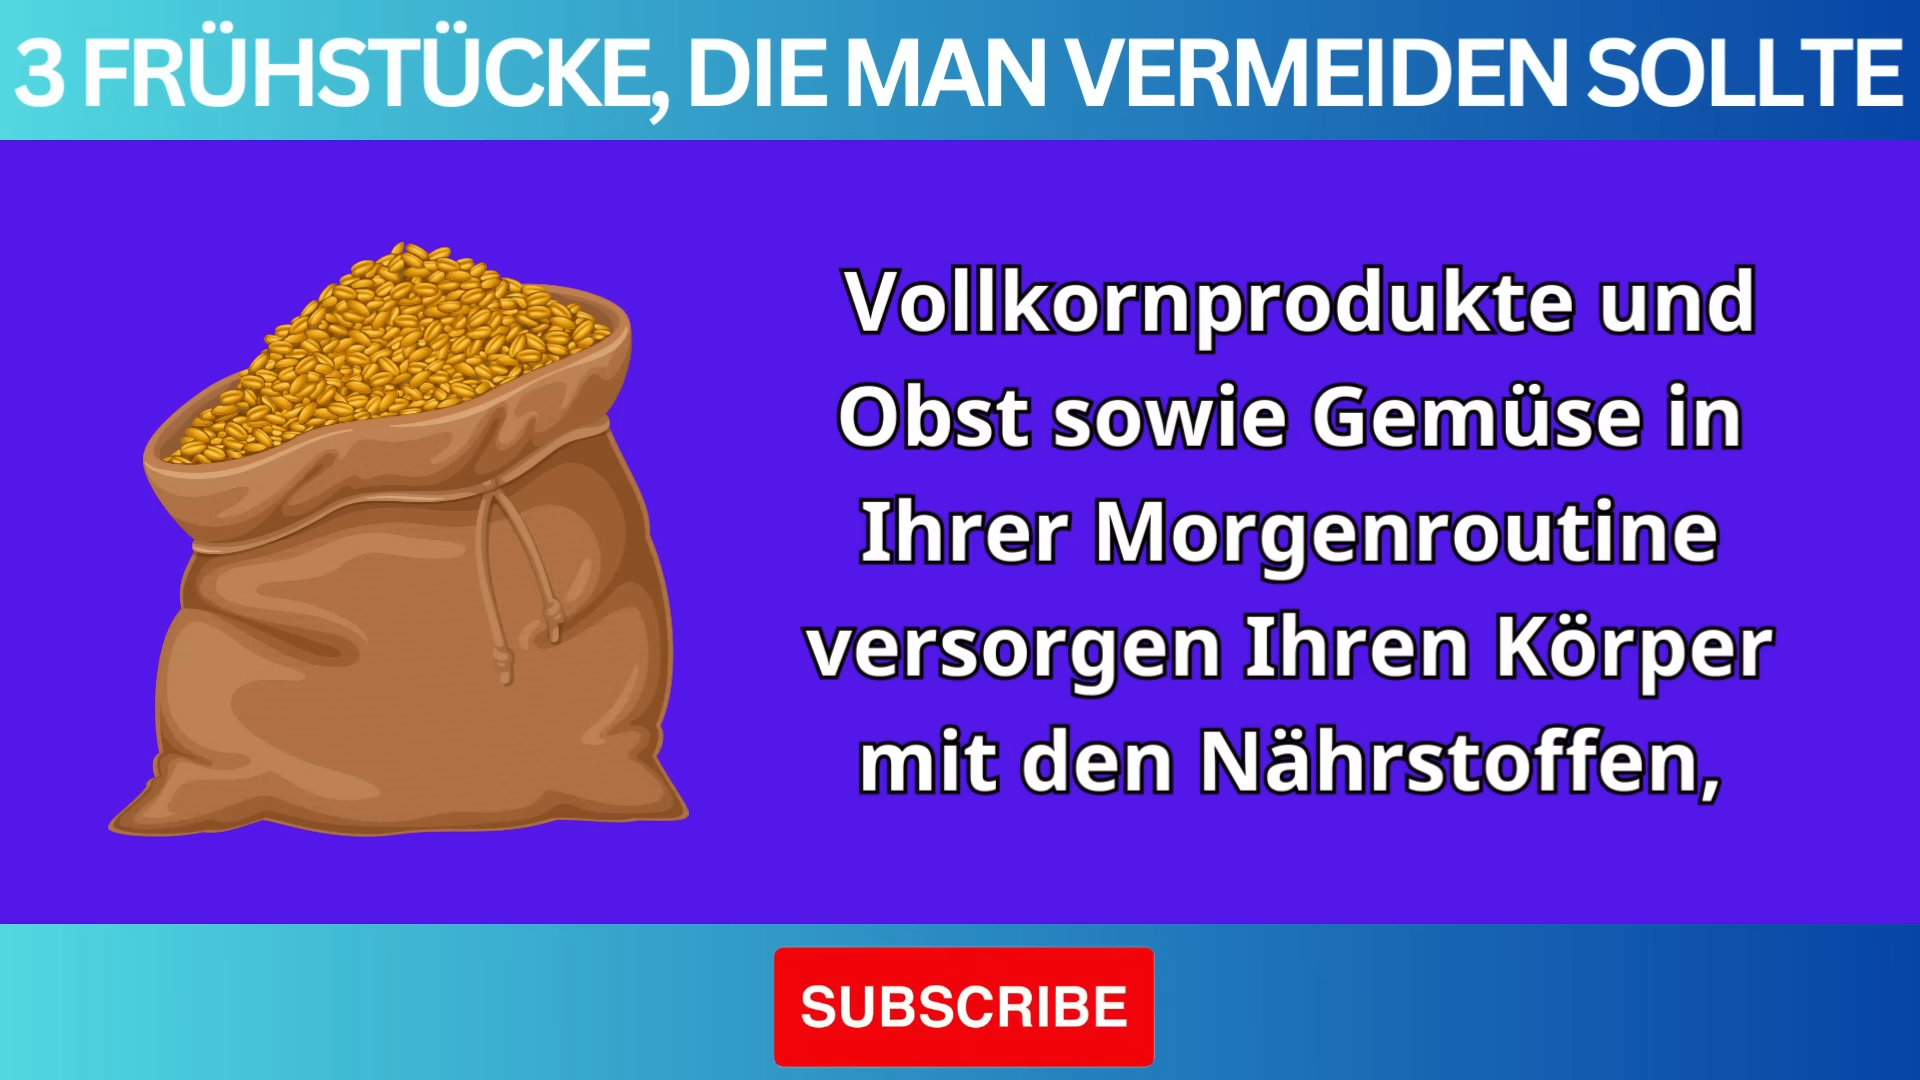 3 FRÜHSTÜCKE, DIE MAN VERMEIDEN SOLLTE
Vollkornprodukte und
Obst sowie Gemüse in
Ihrer Morgenroutine
versorgen Ihren Körper
mit den Nährstoffen,
SUBSCRIBE